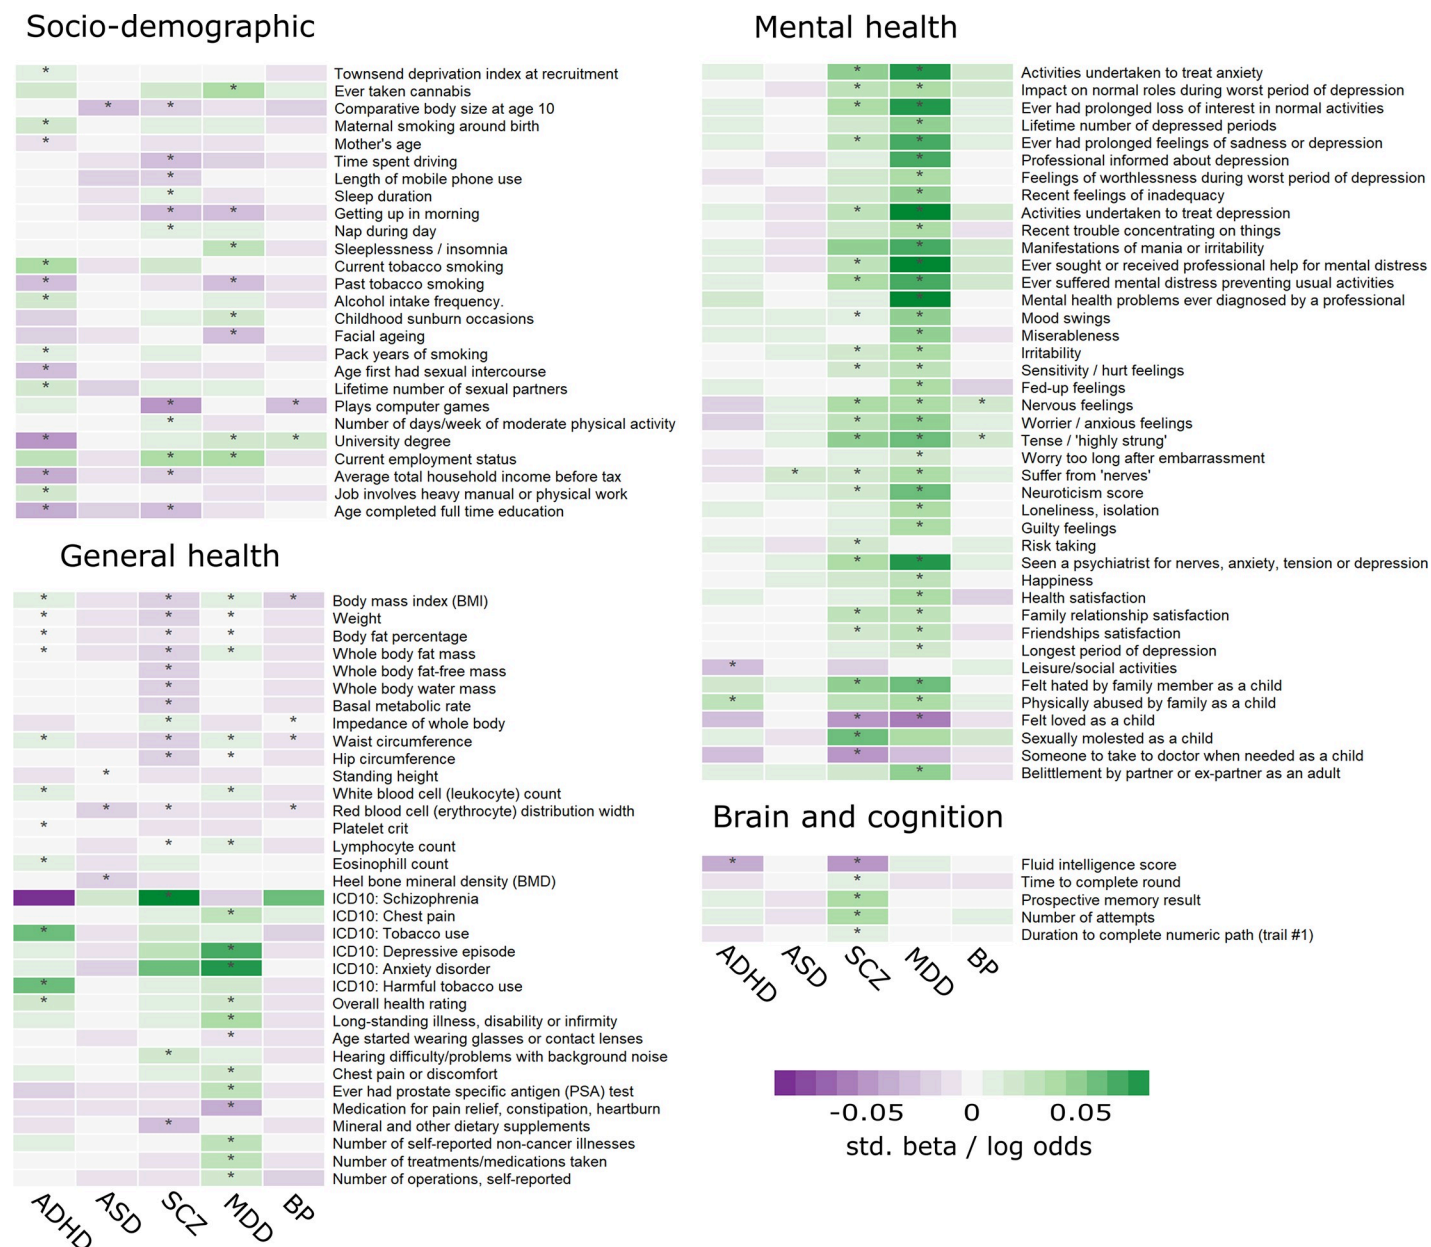 Socio-demographic
* Townsend deprivation index at recruitment
* Ever taken cannabis
* * Comparative body size at age 10
* Maternal smoking around birth
* Mother's age
* Time spent driving
* Length of mobile phone use
* Sleep duration
* * Getting up in morning
* Nap during day
* Sleeplessness / insomnia
* Current tobacco smoking
* * Past tobacco smoking
* Alcohol intake frequency.
* Childhood sunburn occasions
* Facial ageing
* Pack years of smoking
* Age first had sexual intercourse
* Lifetime number of sexual partners
* * Plays computer games
* Number of days/week of moderate physical activity
* * * University degree
* * Current employment status
* * Average total household income before tax
* Job involves heavy manual or physical work
* * Age completed full time education
General health
* * * * Body mass index (BMI)
* * * Weight
* * * Body fat percentage
* * * Whole body fat mass
* Whole body fat-free mass
* Whole body water mass
* Basal metabolic rate
* * Impedance of whole body
* * * * Waist circumference
* * Hip circumference
* Standing height
* * White blood cell (leukocyte) count
* * * Red blood cell (erythrocyte) distribution width
* Platelet crit
* * Lymphocyte count
* Eosinophill count
* Heel bone mineral density (BMD)
* ICD10: Schizophrenia
* ICD10: Chest pain
* ICD10: Tobacco use
* ICD10: Depressive episode
* ICD10: Anxiety disorder
* ICD10: Harmful tobacco use
* * Overall health rating
* Long-standing illness, disability or infirmity
* Age started wearing glasses or contact lenses
* Hearing difficulty/problems with background noise
* Chest pain or discomfort
* Ever had prostate specific antigen (PSA) test
* Medication for pain relief, constipation, heartburn
* Mineral and other dietary supplements
* Number of self-reported non-cancer illnesses
* Number of treatments/medications taken
* Number of operations, self-reported
ADHD ASD SCZ MDD BP
Mental health
* * Activities undertaken to treat anxiety
* * Impact on normal roles during worst period of depression
* * Ever had prolonged loss of interest in normal activities
* Lifetime number of depressed periods
* * Ever had prolonged feelings of sadness or depression
* Professional informed about depression
* Feelings of worthlessness during worst period of depression
* Recent feelings of inadequacy
* * Activities undertaken to treat depression
* Recent trouble concentrating on things
* Manifestations of mania or irritability
* * Ever sought or received professional help for mental distress
* * Ever suffered mental distress preventing usual activities
* Mental health problems ever diagnosed by a professional
* * Mood swings
* Miserableness
* * Irritability
* * Sensitivity / hurt feelings
* Fed-up feelings
* * * Nervous feelings
* * Worrier / anxious feelings
* * * Tense / 'highly strung'
* Worry too long after embarrassment
* * * Suffer from 'nerves'
* * Neuroticism score
* Loneliness, isolation
* Guilty feelings
* Risk taking
* * Seen a psychiatrist for nerves, anxiety, tension or depression
* Happiness
* Health satisfaction
* * Family relationship satisfaction
* * Friendships satisfaction
* Longest period of depression
* Leisure/social activities
* * Felt hated by family member as a child
* * Physically abused by family as a child
* * Felt loved as a child
* Sexually molested as a child
* Someone to take to doctor when needed as a child
* Belittlement by partner or ex-partner as an adult
Brain and cognition
* * Fluid intelligence score
* Time to complete round
* Prospective memory result
* Number of attempts
* Duration to complete numeric path (trail #1)
ADHD ASD SCZ MDD BP
-0.05 0 0.05
std. beta / log odds